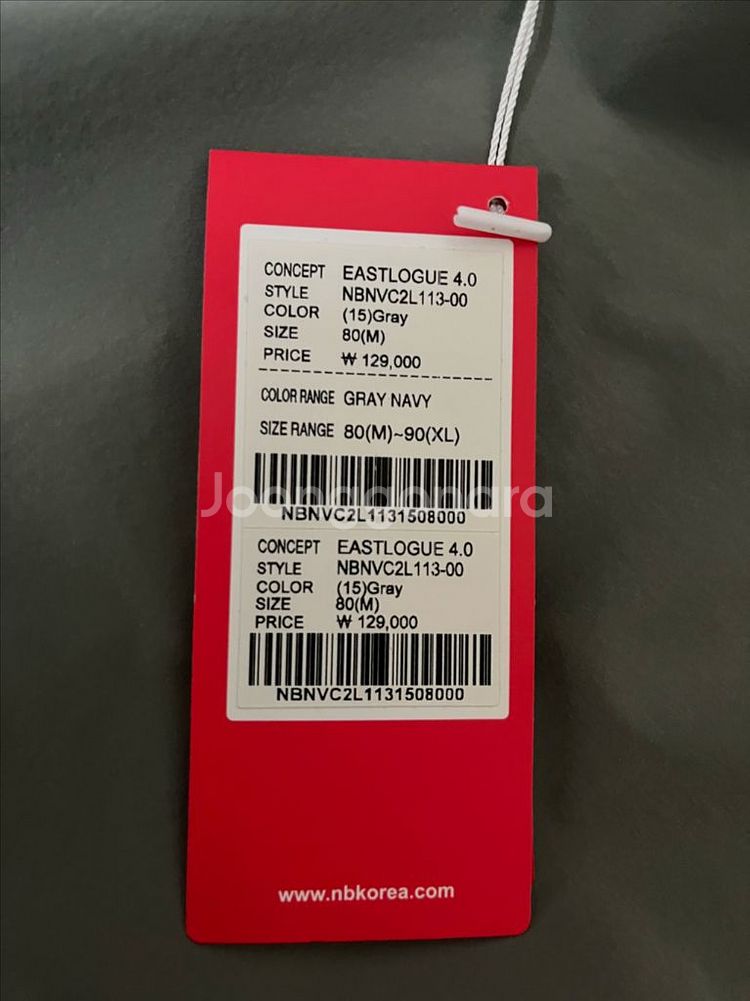 CONCEPT EASTLOGUE 4.0
STYLE NBNVC2L113-00
COLOR (15)Gray
SIZE 80(M)
PRICE ₩ 129,000
COLOR RANGE GRAY NAVY
SIZE RANGE 80(M)~90(XL)
Joonggonara
NBNVC2L1131508000
CONCEPT EASTLOGUE 4.0
STYLE NBNVC2L113-00
COLOR (15)Gray
SIZE 80(M)
PRICE ₩ 129,000
NBNVC2L1131508000
www.nbkorea.com